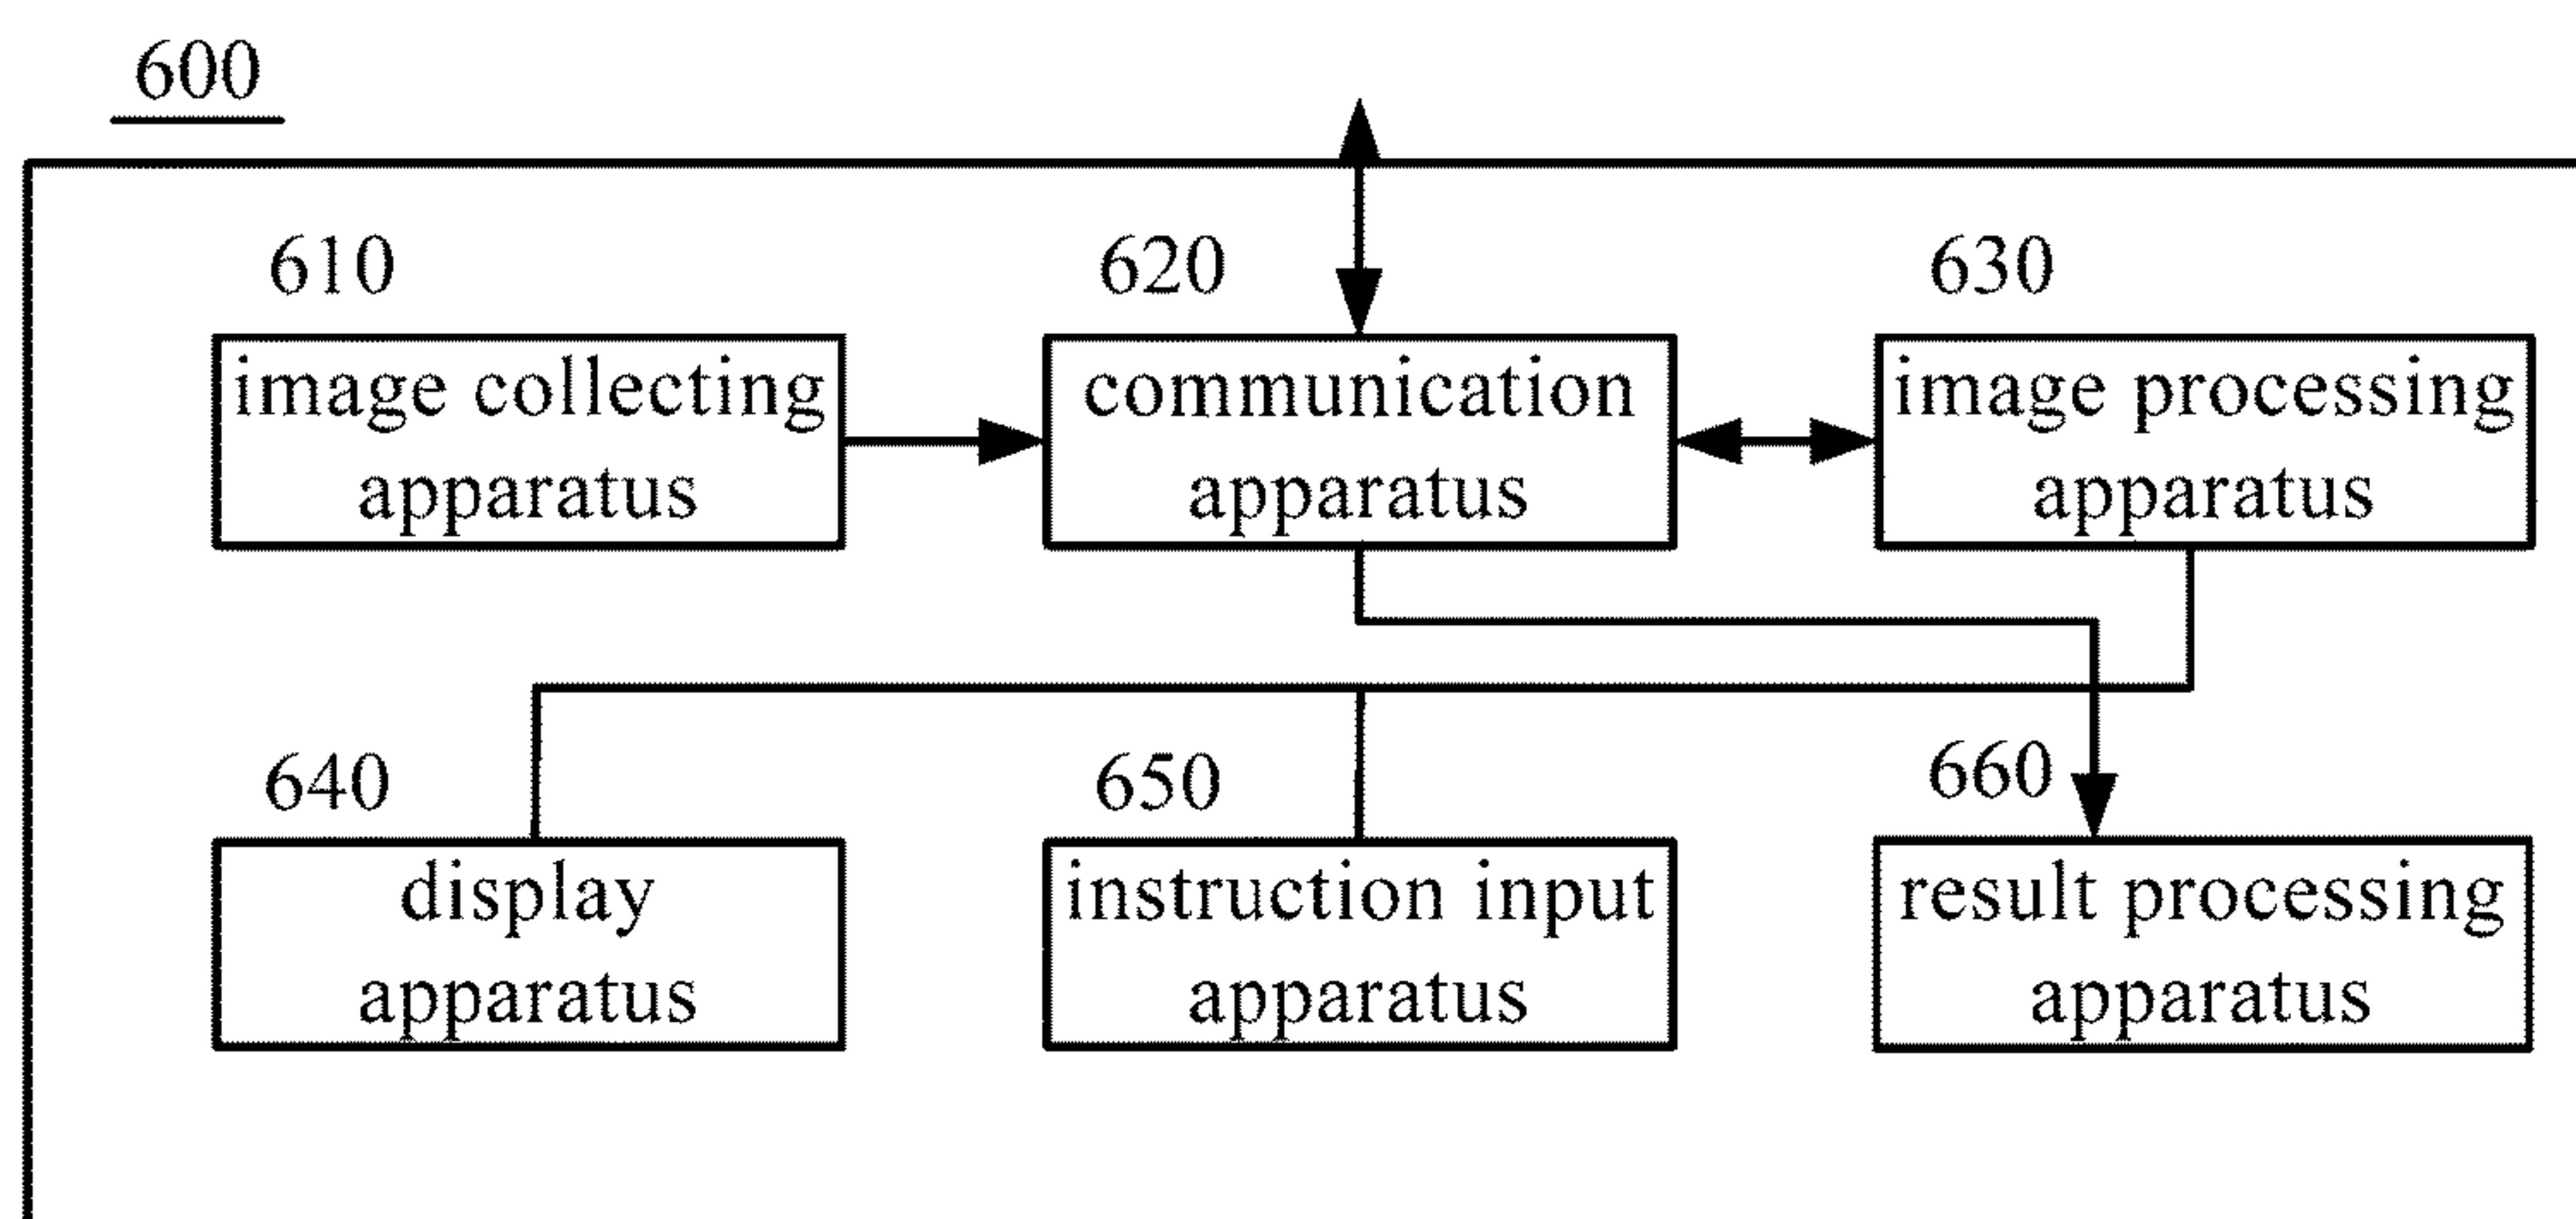 600
610
620
630
image collecting
apparatus
communication
apparatus
image processing
apparatus
640
650
660
display
apparatus
instruction input
apparatus
result processing
apparatus